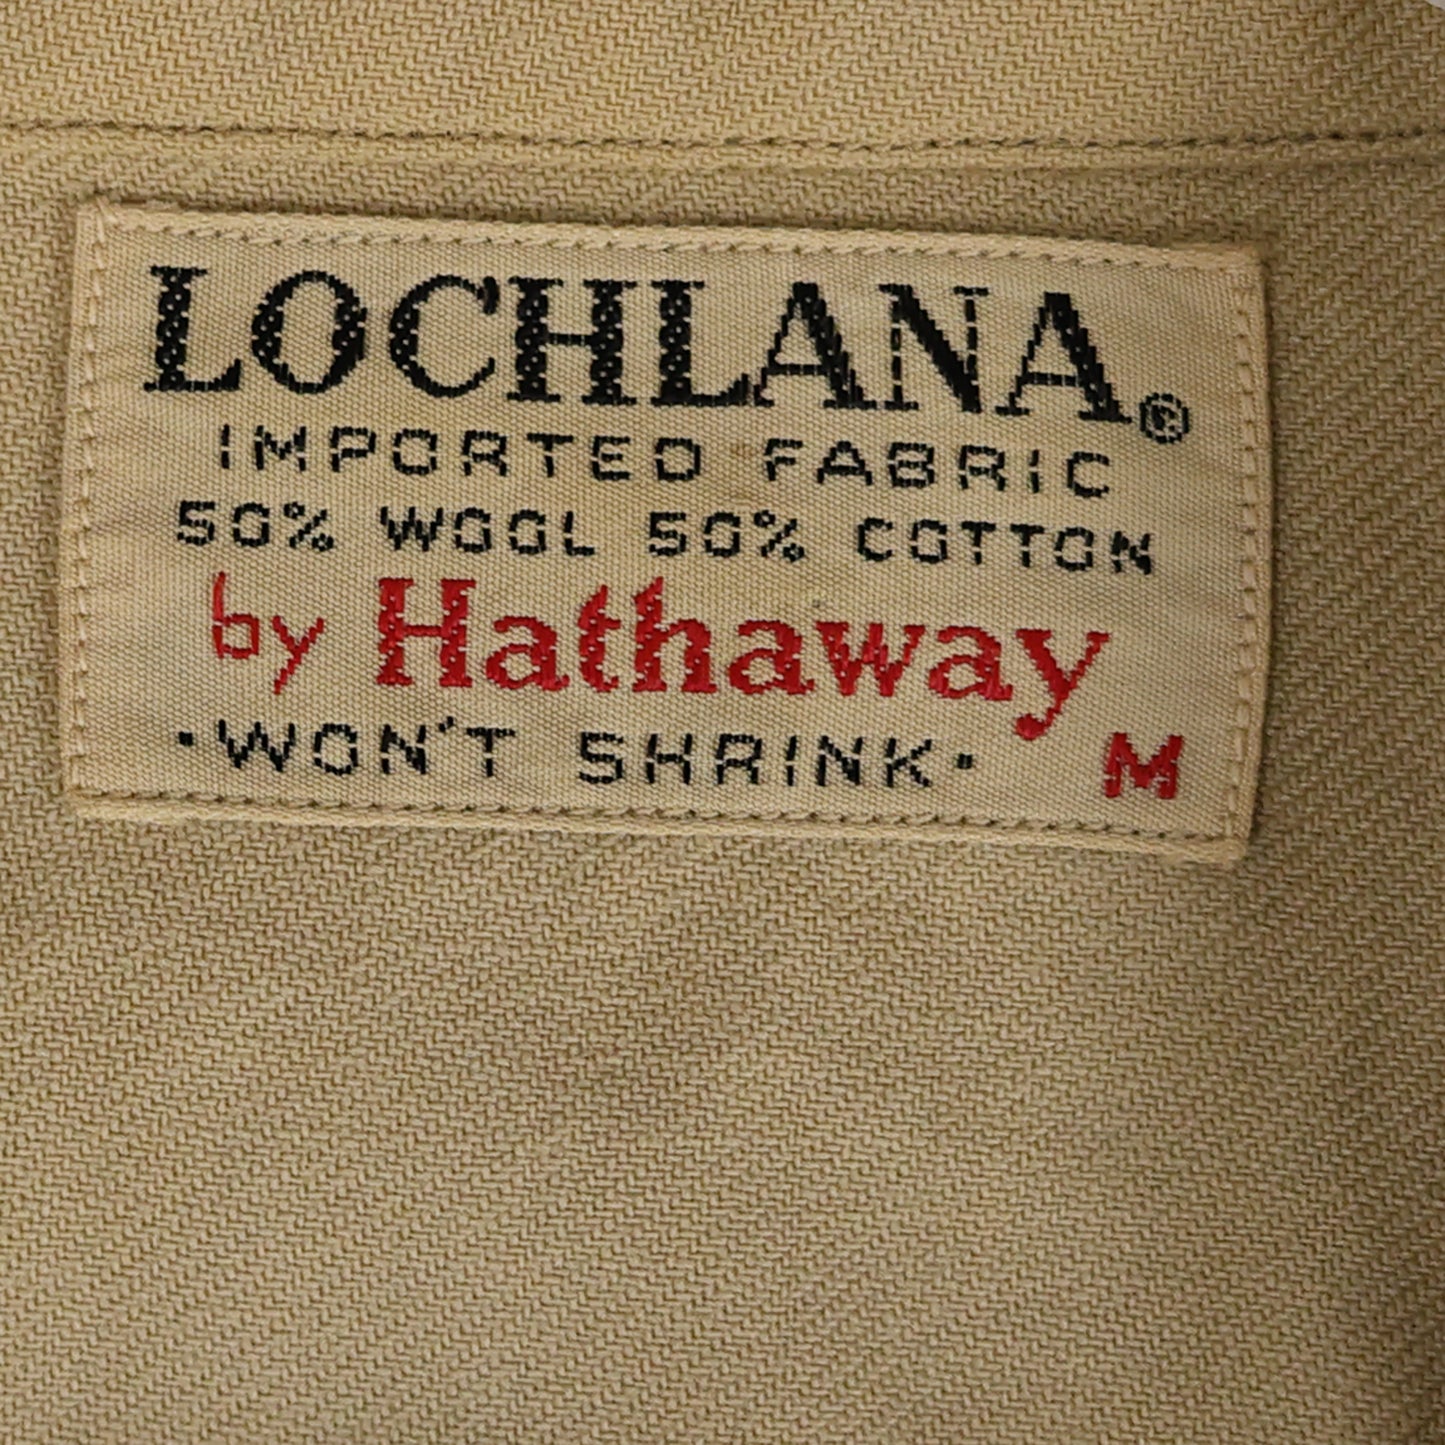 LOCHLANA®
IMPORTED FABRIC
50% WOOL 50% COTTON
by Hathaway
·WON'T SHRINK· M